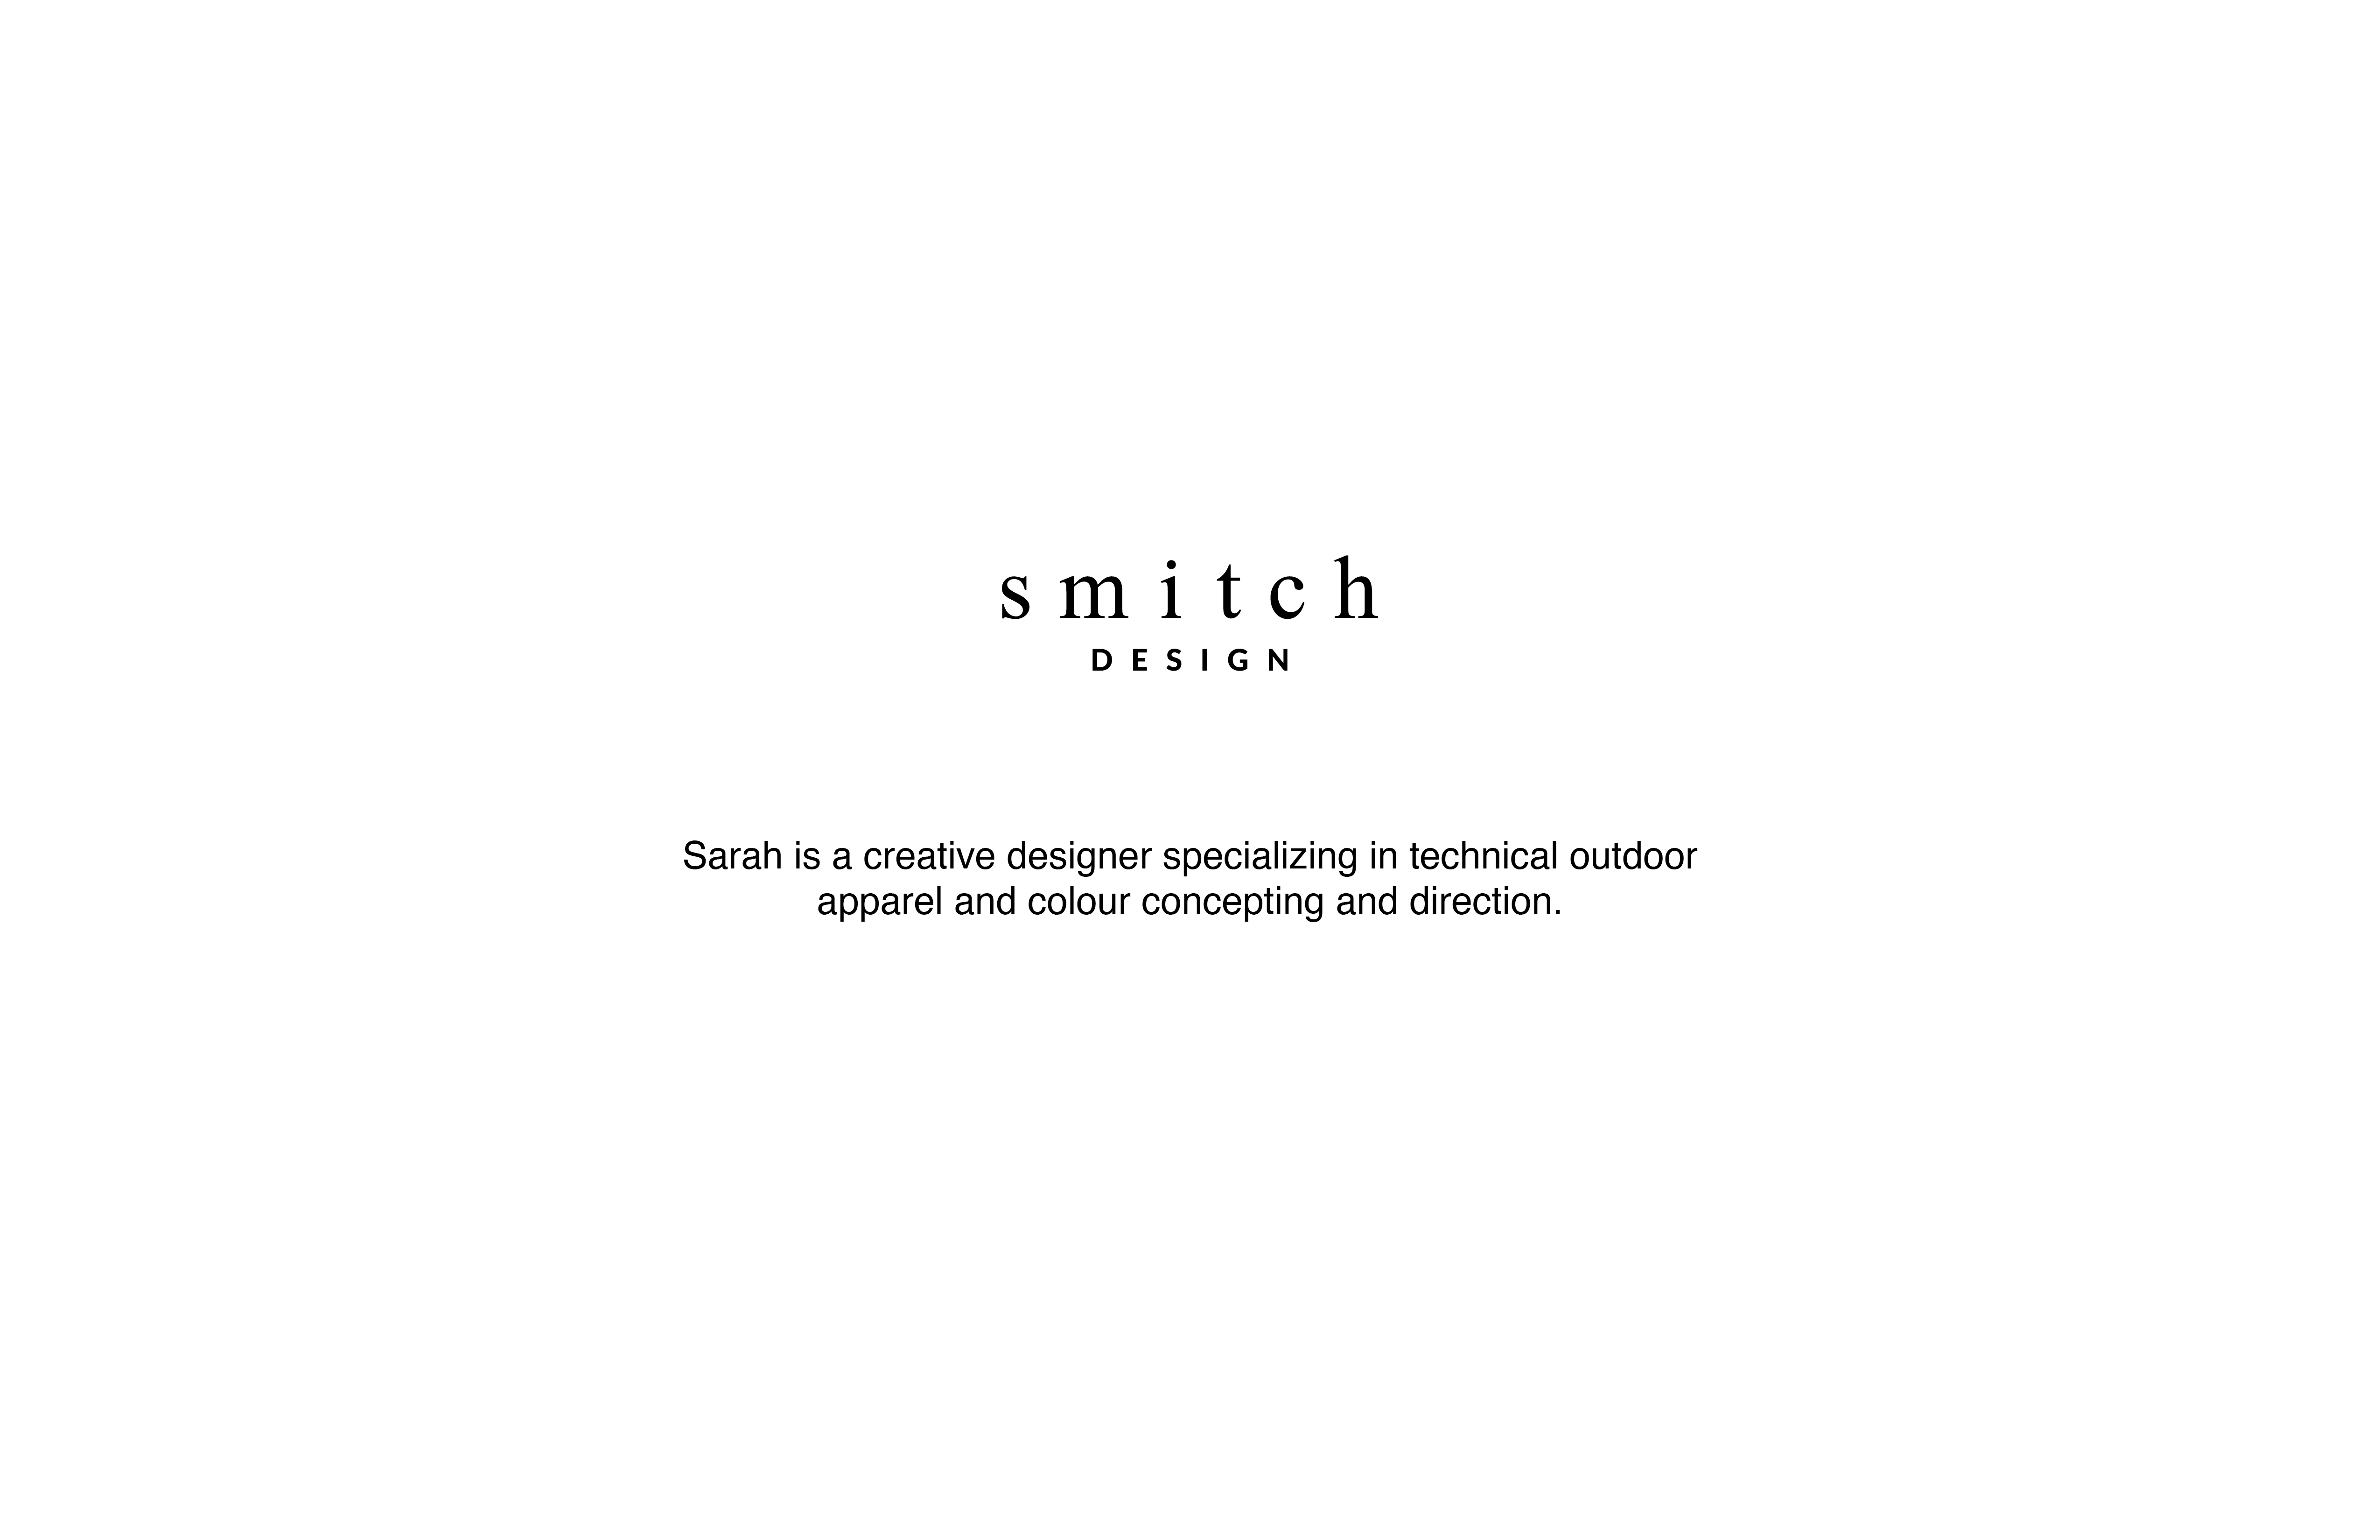 smitch
DESIGN
Sarah is a creative designer specializing in technical outdoor
apparel and colour concepting and direction.